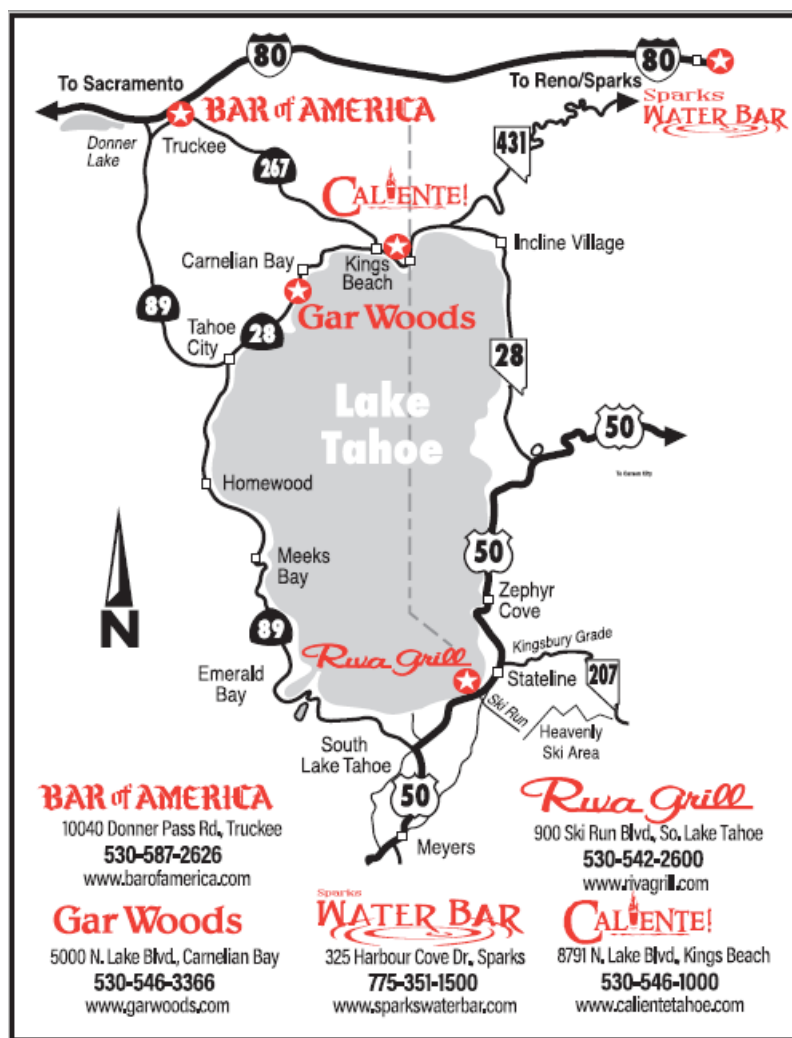 80
80
To Sacramento
To Reno/Sparks
Sparks
WATER BAR
BAR of AMERICA
Donner
Lake
Truckee
431
267
CALIENTE!
Incline Village
Carnelian Bay
Kings
Beach
Gar Woods
89
Tahoe
City
28
28
Lake
Tahoe
50
To Carson City
Homewood
50
Meeks
Bay
Zephyr
Cove
N
89
Kingsbury Grade
Riva Grill
Emerald
Bay
Stateline
207
Ski Run
Heavenly
Ski Area
South
Lake Tahoe
50
Meyers
BAR of AMERICA
10040 Donner Pass Rd., Truckee
530-587-2626
www.barofamerica.com
Riva Grill
900 Ski Run Blvd., So. Lake Tahoe
530-542-2600
www.rivagrill.com
Gar Woods
5000 N. Lake Blvd., Carnelian Bay
530-546-3366
www.garwoods.com
Sparks
WATER BAR
325 Harbour Cove Dr., Sparks
775-351-1500
www.sparkswaterbar.com
CALIENTE!
8791 N. Lake Blvd., Kings Beach
530-546-1000
www.calientetahoe.com